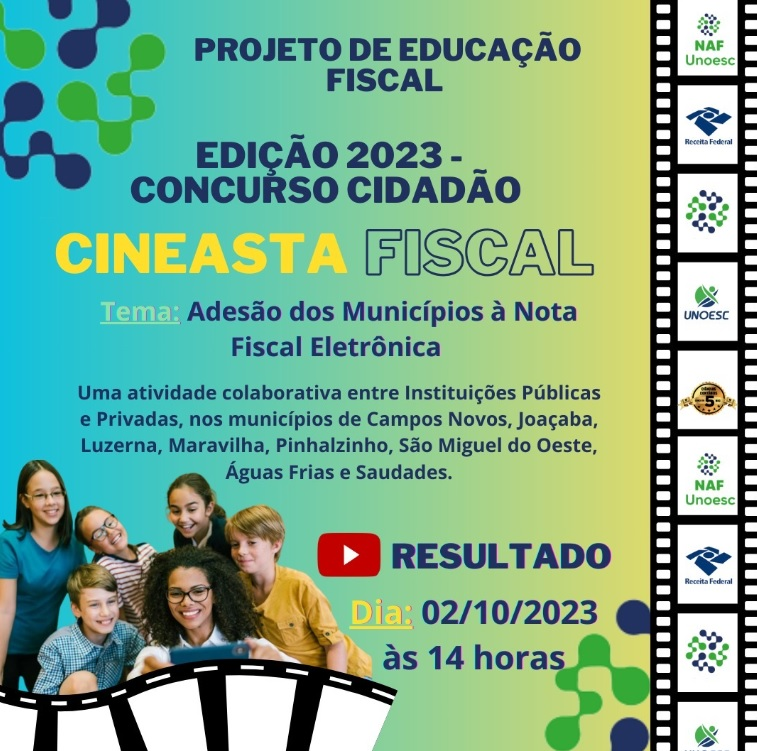 PROJETO DE EDUCAÇÃO
FISCAL
EDIÇÃO 2023 -
CONCURSO CIDADÃO
CINEASTA FISCAL
Tema: Adesão dos Municípios à Nota
Fiscal Eletrônica
Uma atividade colaborativa entre Instituições Públicas
e Privadas, nos municípios de Campos Novos, Joaçaba,
Luzerna, Maravilha, Pinhalzinho, São Miguel do Oeste,
Águas Frias e Saudades.
RESULTADO
Dia: 02/10/2023
às 14 horas
NAF
Unoesc
Receita Federal
UNOESC
5
NAF
Unoesc
Receita Federal